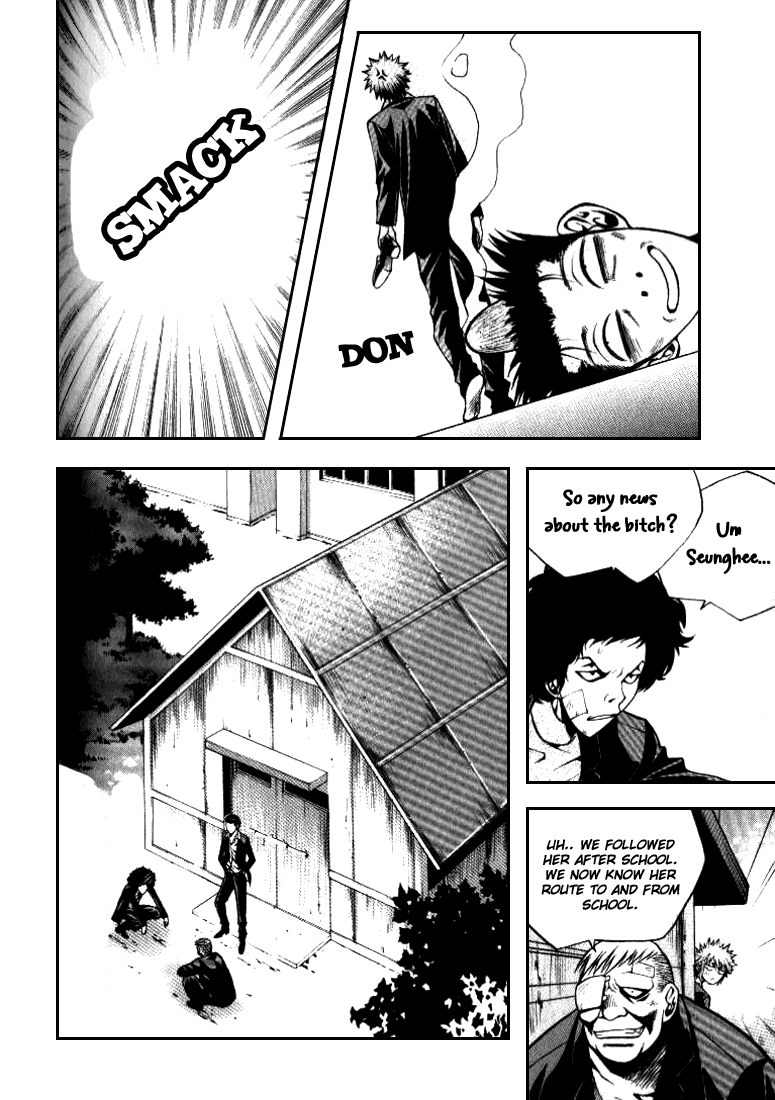 SMACK
DON
So any news
about the bitch?
Um
Seunghee...
UH.. WE FOLLOWED
HER AFTER SCHOOL.
WE NOW KNOW HER
ROUTE TO AND FROM
SCHOOL.